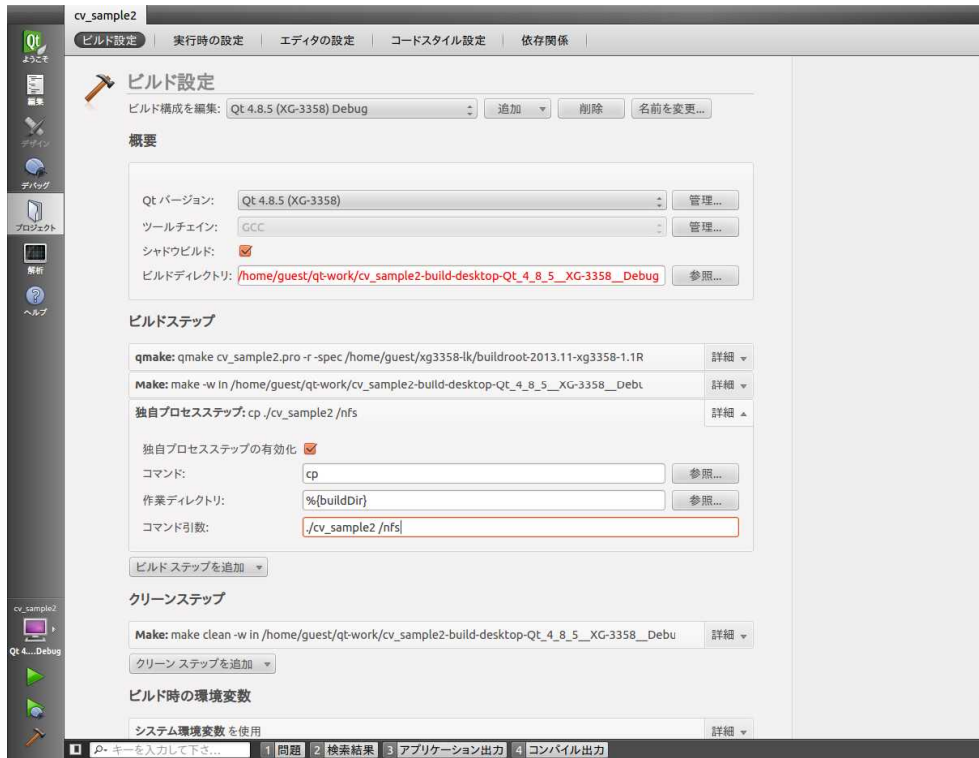 cv_sample2
ビルド設定 実行時の設定 エディタの設定 コードスタイル設定 依存関係
Qt
ようこそ
編集
デザイン
デバッグ
プロジェクト
解析
ヘルプ
ビルド設定
ビルド構成を編集: Qt 4.8.5 (XG-3358) Debug 追加 削除 名前を変更...
概要
Qt バージョン: Qt 4.8.5 (XG-3358) 管理...
ツールチェイン: GCC 管理...
シャドウビルド:
ビルドディレクトリ: /home/guest/qt-work/cv_sample2-build-desktop-Qt_4_8_5__XG-3358__Debug 参照...
ビルドステップ
qmake: qmake cv_sample2.pro -r -spec /home/guest/xg3358-lk/buildroot-2013.11-xg3358-1.1R 詳細
Make: make -w in /home/guest/qt-work/cv_sample2-build-desktop-Qt_4_8_5__XG-3358__Debu 詳細
独自プロセスステップ: cp ./cv_sample2 /nfs 詳細
独自プロセスステップの有効化
コマンド: cp 参照...
作業ディレクトリ: %{buildDir} 参照...
コマンド引数: ./cv_sample2 /nfs
ビルド ステップを追加
クリーンステップ
Make: make clean -w in /home/guest/qt-work/cv_sample2-build-desktop-Qt_4_8_5__XG-3358__Debu 詳細
クリーン ステップを追加
ビルド時の環境変数
システム環境変数 を使用 詳細
cv_sample2
Qt 4....Debug
キーを入力して下さ... 1 問題 2 検索結果 3 アプリケーション出力 4 コンパイル出力